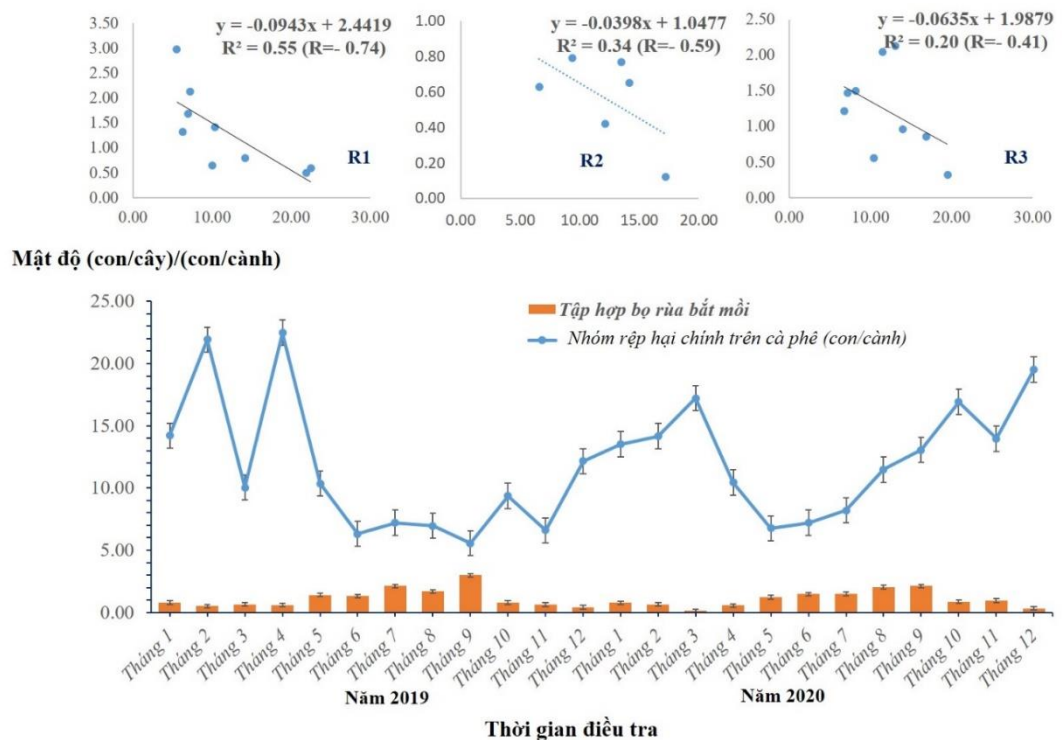 y = -0.0943x + 2.4419
R² = 0.55 (R=- 0.74)
3.50
3.00
2.50
2.00
1.50
1.00
0.50
0.00
R1
0.00 10.00 20.00 30.00
y = -0.0398x + 1.0477
R² = 0.34 (R=- 0.59)
1.00
0.80
0.60
0.40
0.20
0.00
R2
0.00 5.00 10.00 15.00 20.00
y = -0.0635x + 1.9879
R² = 0.20 (R=- 0.41)
2.50
2.00
1.50
1.00
0.50
0.00
R3
0.00 10.00 20.00 30.00
Mật độ (con/cây)/(con/cành)
25.00
20.00
15.00
10.00
5.00
0.00
Tập hợp bọ rùa bắt mồi
Nhóm rệp hại chính trên cà phê (con/cành)
Tháng 1
Tháng 2
Tháng 3
Tháng 4
Tháng 5
Tháng 6
Tháng 7
Tháng 8
Tháng 9
Tháng 10
Tháng 11
Tháng 12
Tháng 1
Tháng 2
Tháng 3
Tháng 4
Tháng 5
Tháng 6
Tháng 7
Tháng 8
Tháng 9
Tháng 10
Tháng 11
Tháng 12
Năm 2019 Năm 2020
Thời gian điều tra